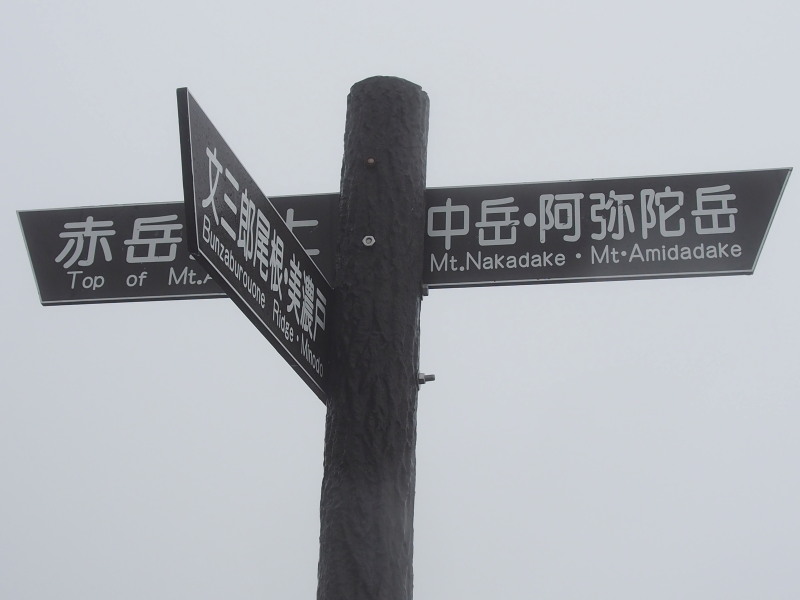 赤岳
Top of Mt.
文三郎尾根・美濃戸
Bunzaburouone Ridge・Minodo
中岳・阿弥陀岳
Mt.Nakadake・Mt・Amidadake